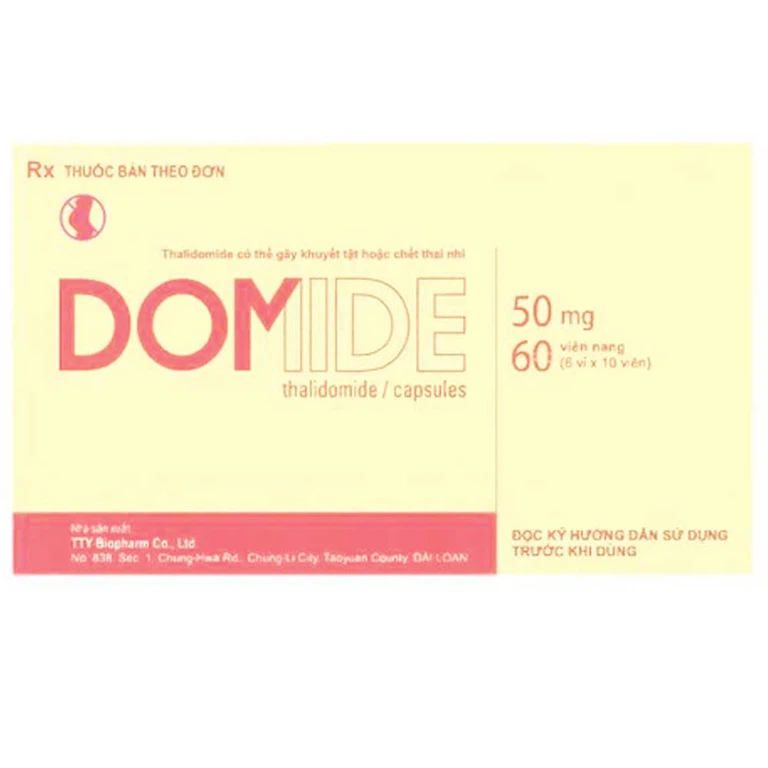 Rx THUỐC BÁN THEO ĐƠN
Thalidomide có thể gây khuyết tật hoặc chết thai nhi
DOMIDE
thalidomide / capsules
50 mg
60 viên nang
(6 vỉ x 10 viên)
Nhà sản xuất
TTY Biopharm Co., Ltd
No. 838, Sec. 1, Chung-Hwa Rd., Chung-Li City, Taoyuan County, ĐÀI LOAN
ĐỌC KỸ HƯỚNG DẪN SỬ DỤNG
TRƯỚC KHI DÙNG